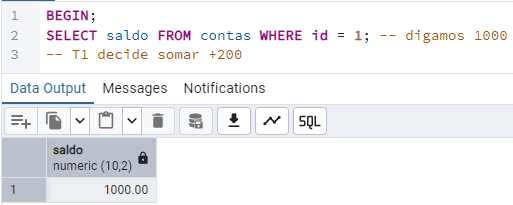 1 BEGIN;
2 SELECT saldo FROM contas WHERE id = 1; -- digamos 1000
3 -- T1 decide somar +200
Data Output Messages Notifications
SQL
saldo
numeric (10,2)
1 1000.00